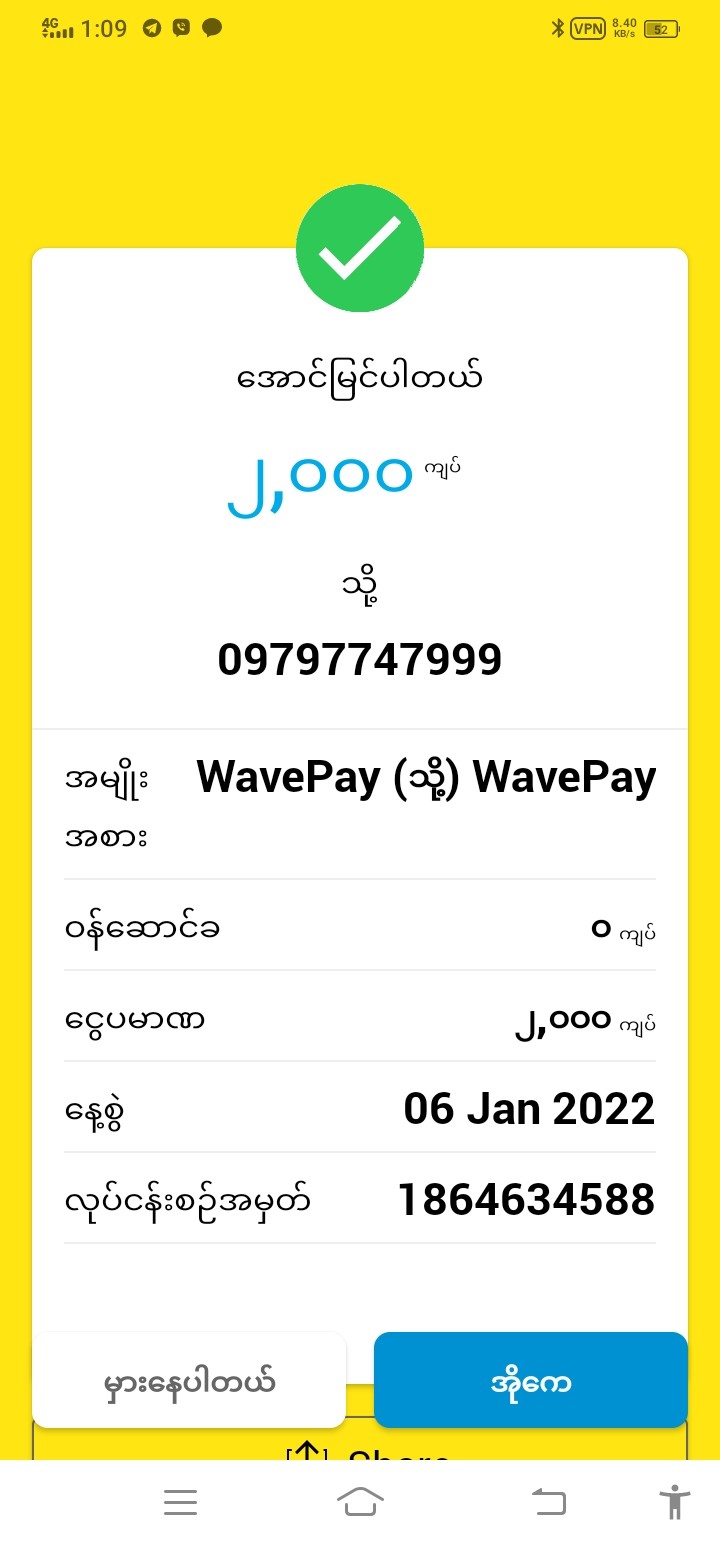 4G 1:09 VPN 8.40 KB/s 52
အောင်မြင်ပါတယ်
၂,၀၀၀ ကျပ်
သို့
09797747999
အမျိုး WavePay (သို့) WavePay
အစား
ဝန်ဆောင်ခ ၀ ကျပ်
ငွေပမာဏ ၂,၀၀၀ ကျပ်
နေ့စွဲ 06 Jan 2022
လုပ်ငန်းစဉ်အမှတ် 1864634588
မှားနေပါတယ် အိုကေ
Share